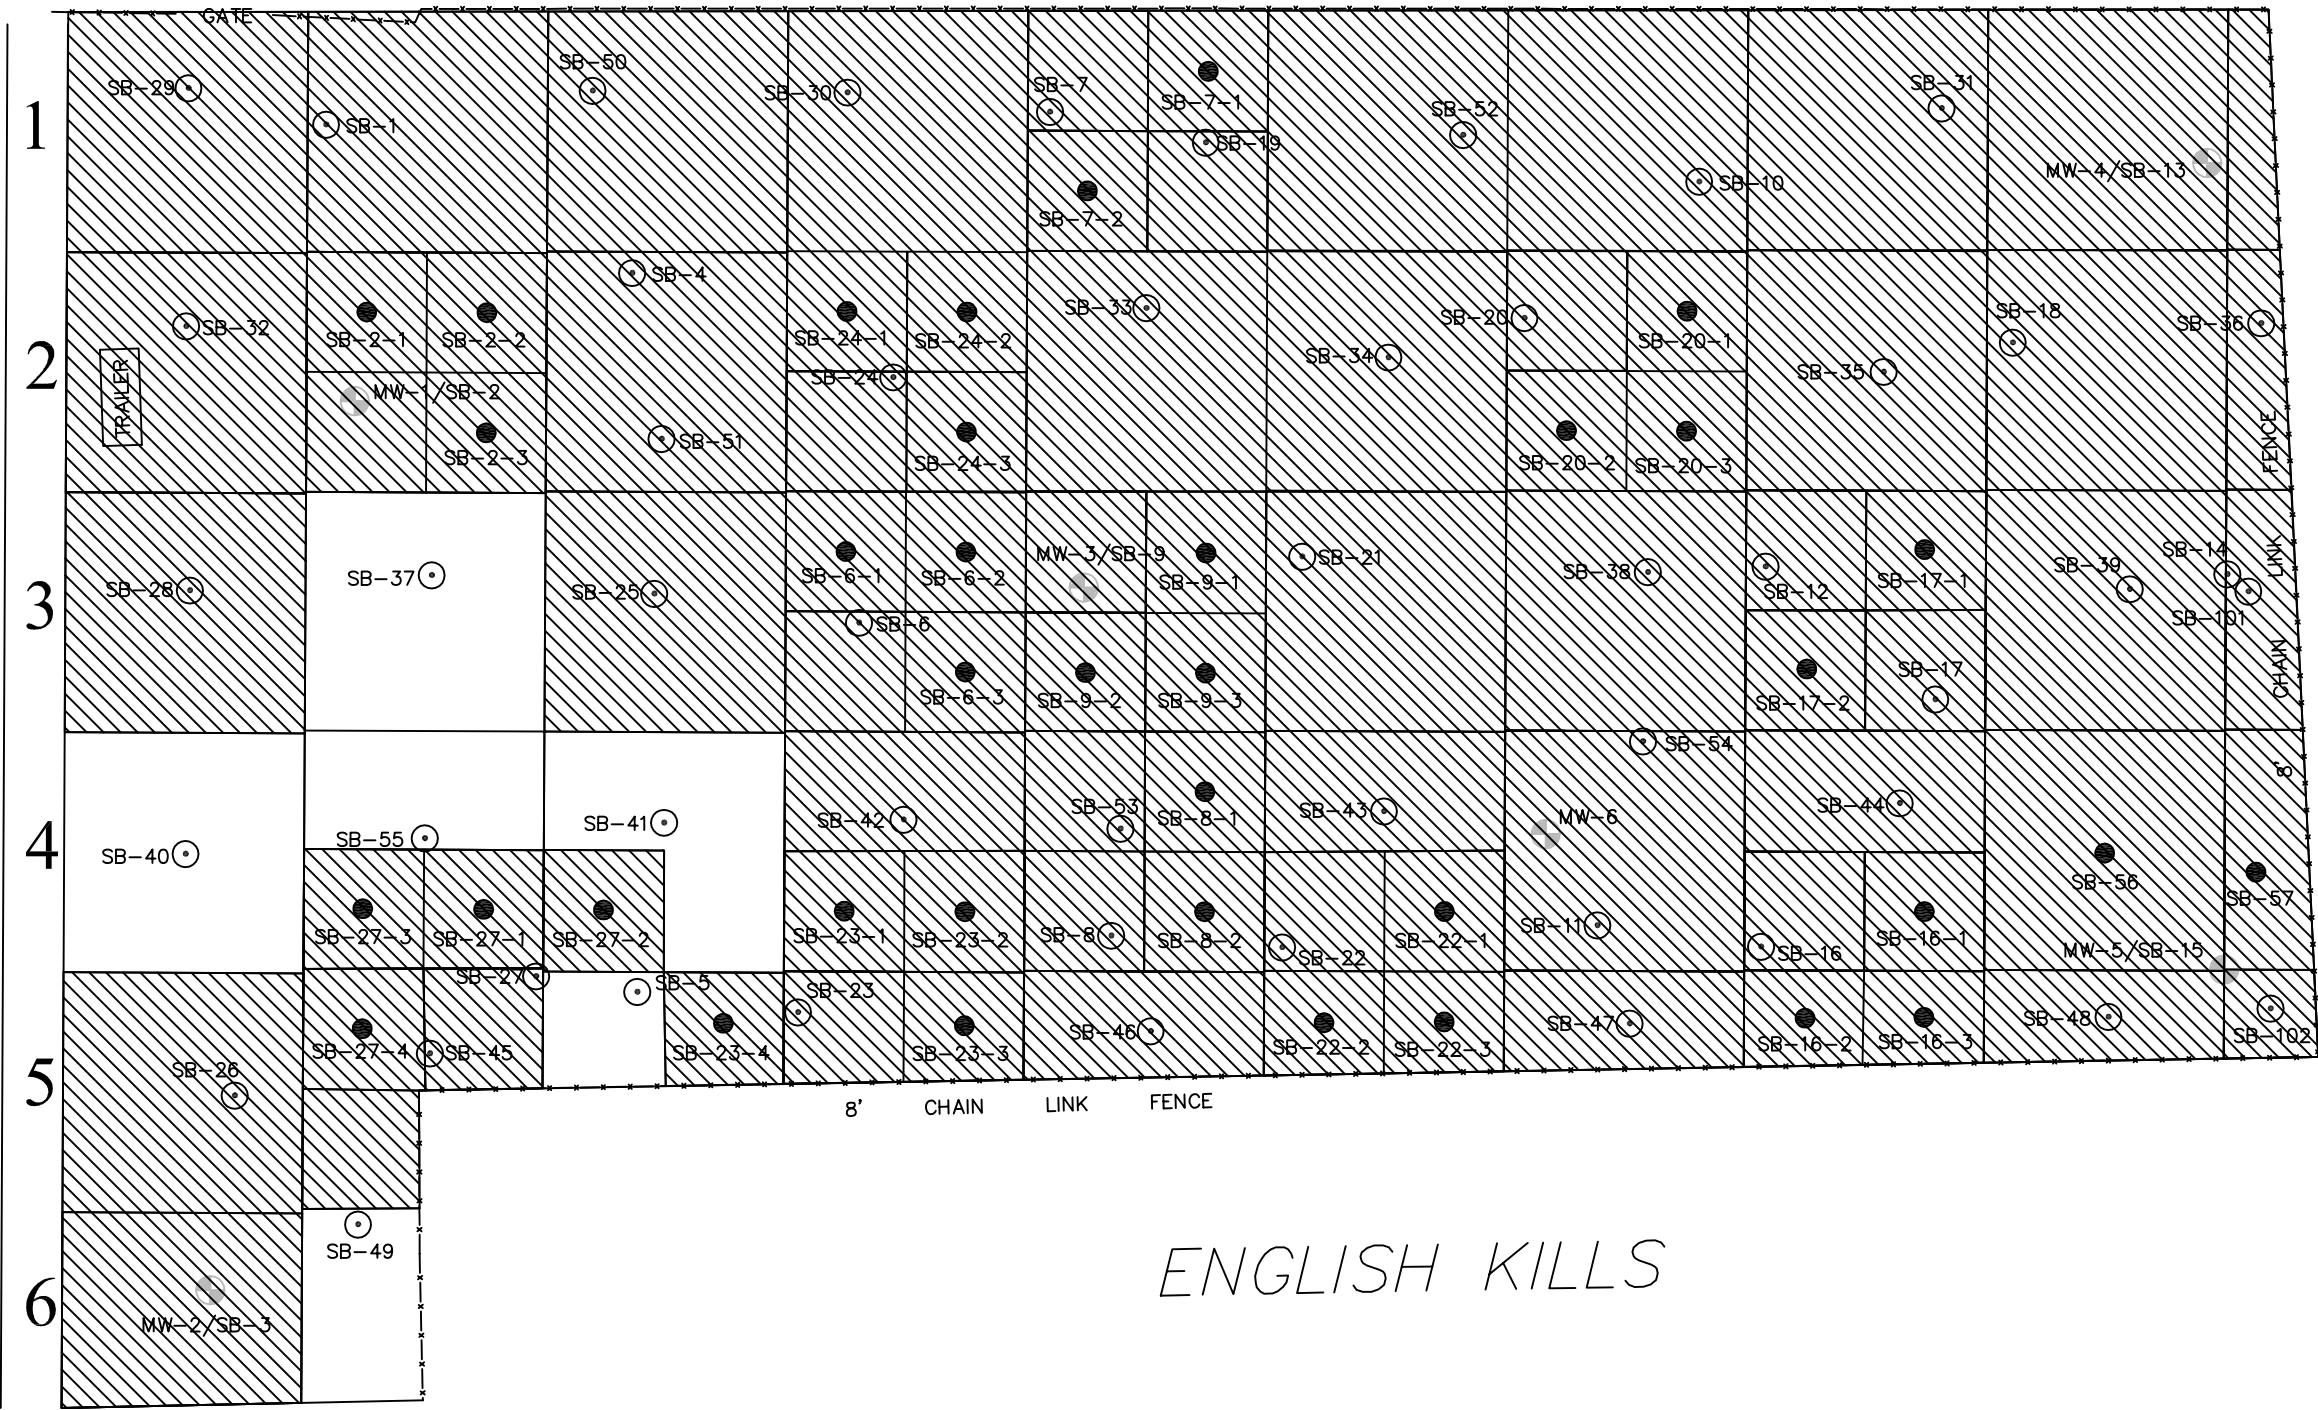 GATE
1
SB-29
SB-1
SB-50
SB-30
SB-7
SB-7-1
SB-19
SB-7-2
SB-52
SB-10
SB-31
MW-4/SB-13
2
SB-32
TRAILER
SB-2-1
SB-2-2
MW-1/SB-2
SB-2-3
SB-4
SB-51
SB-24-1
SB-24-2
SB-24
SB-24-3
SB-33
SB-34
SB-20
SB-20-1
SB-20-2
SB-20-3
SB-35
SB-18
SB-36
3
SB-28
SB-37
SB-25
SB-6-1
SB-6-2
SB-6
SB-6-3
MW-3/SB-9
SB-9-1
SB-9-2
SB-9-3
SB-21
SB-38
SB-12
SB-17-1
SB-17-2
SB-17
SB-39
SB-14
SB-101
8' CHAIN LINK FENCE
4
SB-40
SB-55
SB-41
SB-27-3
SB-27-1
SB-27-2
SB-42
SB-23-1
SB-23-2
SB-53
SB-8-1
SB-8
SB-8-2
SB-43
SB-22
SB-22-1
SB-54
MW-6
SB-11
SB-44
SB-16
SB-16-1
SB-56
SB-57
MW-5/SB-15
5
SB-26
SB-27
SB-27-4
SB-45
SB-5
SB-23-4
SB-23
SB-23-3
SB-46
SB-22-2
SB-22-3
SB-47
SB-16-2
SB-16-3
SB-48
SB-102
8' CHAIN LINK FENCE
6
SB-49
MW-2/SB-3
ENGLISH KILLS